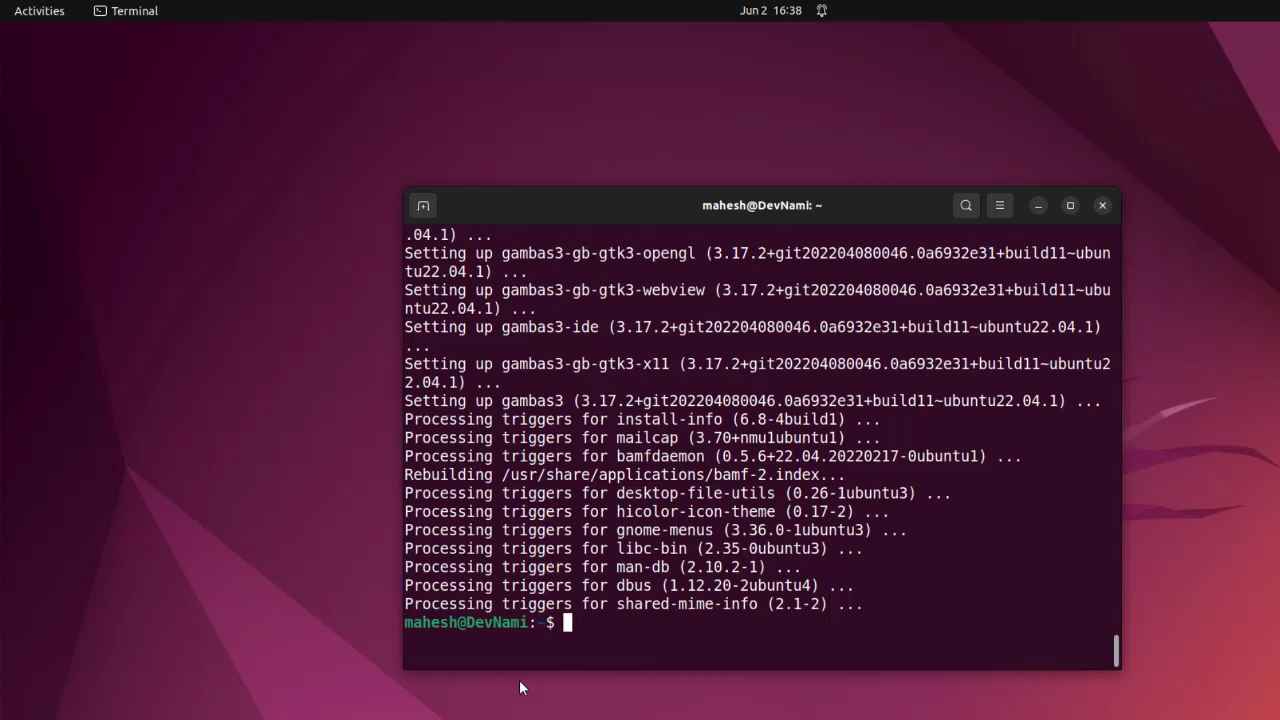 Activities Terminal Jun 2 16:38
mahesh@DevNami: ~
.04.1) ...
Setting up gambas3-gb-gtk3-opengl (3.17.2+git202204080046.0a6932e31+build11~ubun
tu22.04.1) ...
Setting up gambas3-gb-gtk3-webview (3.17.2+git202204080046.0a6932e31+build11~ubu
ntu22.04.1) ...
Setting up gambas3-ide (3.17.2+git202204080046.0a6932e31+build11~ubuntu22.04.1)
...
Setting up gambas3-gb-gtk3-x11 (3.17.2+git202204080046.0a6932e31+build11~ubuntu2
2.04.1) ...
Setting up gambas3 (3.17.2+git202204080046.0a6932e31+build11~ubuntu22.04.1) ...
Processing triggers for install-info (6.8-4build1) ...
Processing triggers for mailcap (3.70+nmu1ubuntu1) ...
Processing triggers for bamfdaemon (0.5.6+22.04.20220217-0ubuntu1) ...
Rebuilding /usr/share/applications/bamf-2.index...
Processing triggers for desktop-file-utils (0.26-1ubuntu3) ...
Processing triggers for hicolor-icon-theme (0.17-2) ...
Processing triggers for gnome-menus (3.36.0-1ubuntu3) ...
Processing triggers for libc-bin (2.35-0ubuntu3) ...
Processing triggers for man-db (2.10.2-1) ...
Processing triggers for dbus (1.12.20-2ubuntu4) ...
Processing triggers for shared-mime-info (2.1-2) ...
mahesh@DevNami:~$